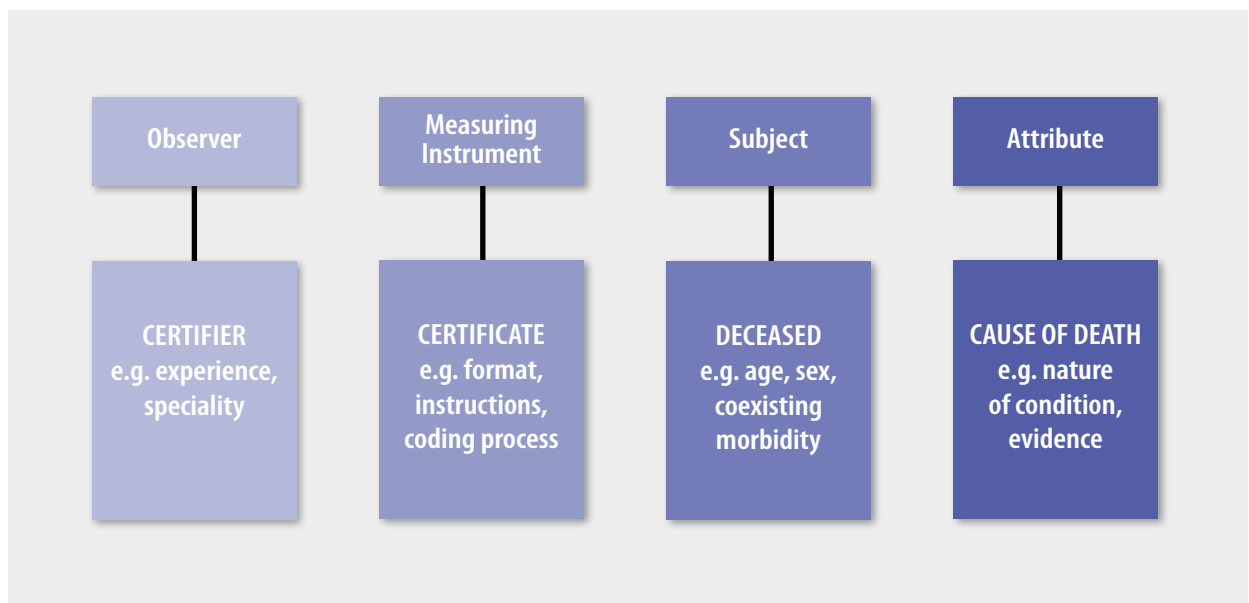 Observer
Measuring
Instrument
Subject
Attribute
CERTIFIER
e.g. experience,
speciality
CERTIFICATE
e.g. format,
instructions,
coding process
DECEASED
e.g. age, sex,
coexisting
morbidity
CAUSE OF DEATH
e.g. nature
of condition,
evidence